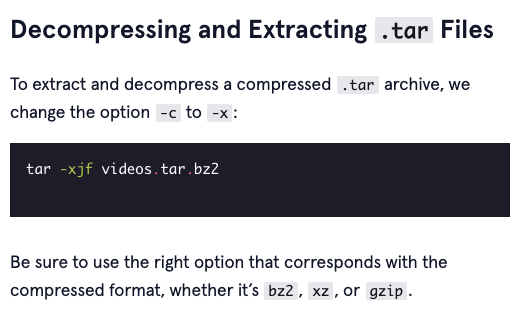 Decompressing and Extracting .tar Files
To extract and decompress a compressed .tar archive, we
change the option -c to -x:
tar -xjf videos.tar.bz2
Be sure to use the right option that corresponds with the
compressed format, whether it’s bz2, xz, or gzip.